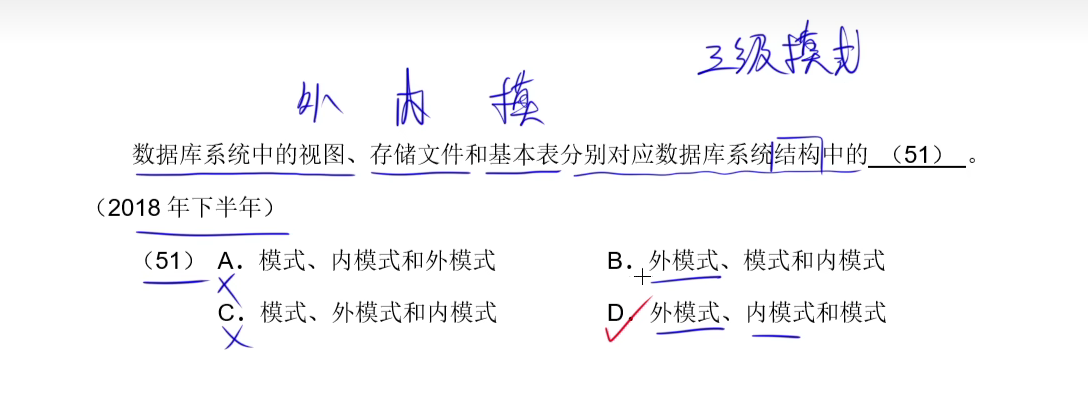 三级模式
外 内 模
数据库系统中的视图、存储文件和基本表分别对应数据库系统结构中的（51）。
（2018 年下半年）
（51） A．模式、内模式和外模式 B．外模式、模式和内模式
C．模式、外模式和内模式 D．外模式、内模式和模式